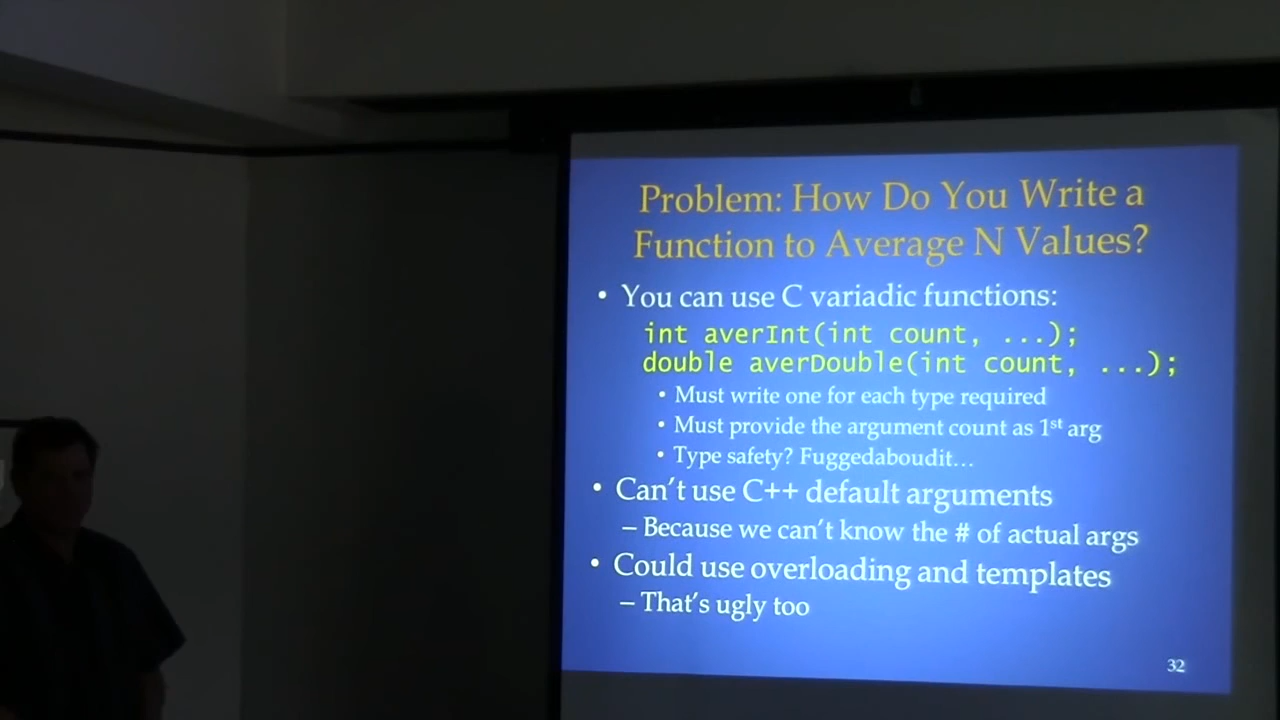 Problem: How Do You Write a
Function to Average N Values?
• You can use C variadic functions:
int averInt(int count, ...);
double averDouble(int count, ...);
• Must write one for each type required
• Must provide the argument count as 1st arg
• Type safety? Fuggedaboudit…
• Can't use C++ default arguments
– Because we can't know the # of actual args
• Could use overloading and templates
– That's ugly too
32